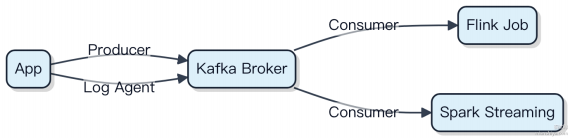 App
Producer
Log Agent
Kafka Broker
Consumer
Flink Job
Consumer
Spark Streaming